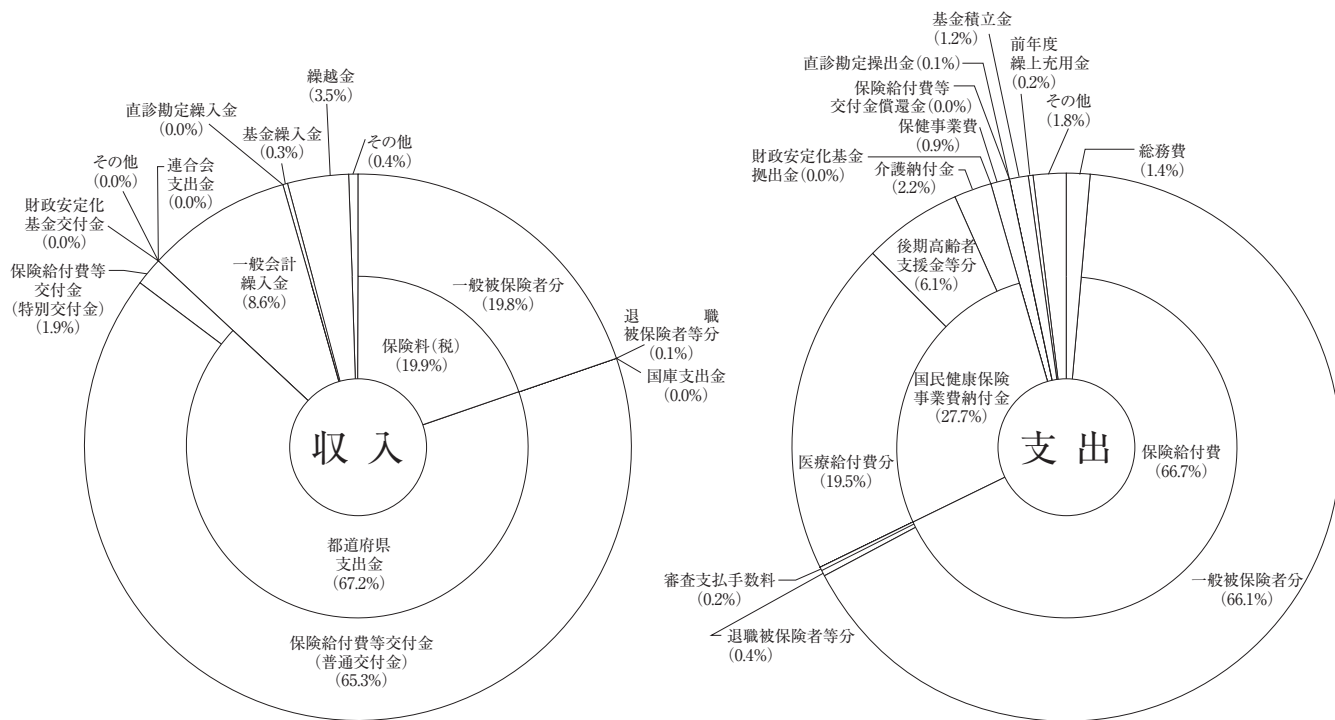 繰越金
(3.5%)
直診勘定繰入金
(0.0%)
基金繰入金
(0.3%)
その他
(0.4%)
その他
(0.0%)
連合会
支出金
(0.0%)
財政安定化
基金交付金
(0.0%)
保険給付費等
交付金
(特別交付金)
(1.9%)
一般会計
繰入金
(8.6%)
一般被保険者分
(19.8%)
保険料(税)
(19.9%)
退 職
被保険者等分
(0.1%)
国庫支出金
(0.0%)
収 入
都道府県
支出金
(67.2%)
保険給付費等交付金
(普通交付金)
(65.3%)
基金積立金
(1.2%)
前年度
繰上充用金
(0.2%)
直診勘定操出金(0.1%)
保険給付費等
交付金償還金(0.0%)
その他
(1.8%)
保健事業費
(0.9%)
財政安定化基金
拠出金(0.0%)
介護納付金
(2.2%)
総務費
(1.4%)
後期高齢者
支援金等分
(6.1%)
国民健康保険
事業費納付金
(27.7%)
医療給付費分
(19.5%)
支 出
保険給付費
(66.7%)
審査支払手数料
(0.2%)
退職被保険者等分
(0.4%)
一般被保険者分
(66.1%)